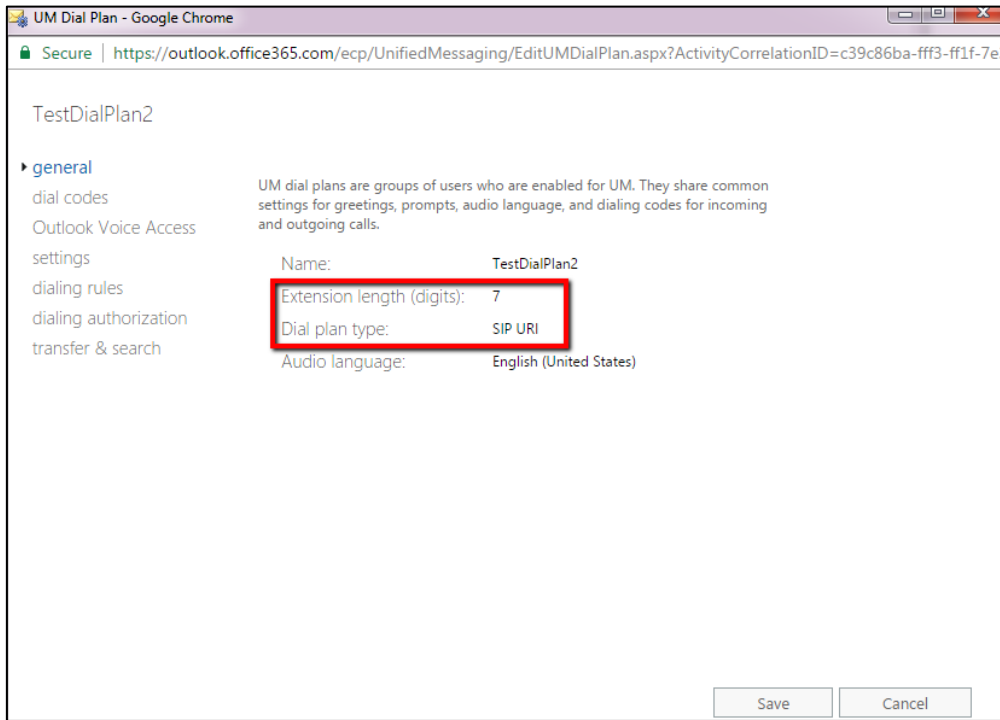 UM Dial Plan - Google Chrome
Secure | https://outlook.office365.com/ecp/UnifiedMessaging/EditUMDialPlan.aspx?ActivityCorrelationID=c39c86ba-fff3-ff1f-7e
TestDialPlan2
general
dial codes
Outlook Voice Access
settings
dialing rules
dialing authorization
transfer & search
UM dial plans are groups of users who are enabled for UM. They share common
settings for greetings, prompts, audio language, and dialing codes for incoming
and outgoing calls.
Name: TestDialPlan2
Extension length (digits): 7
Dial plan type: SIP URI
Audio language: English (United States)
Save Cancel